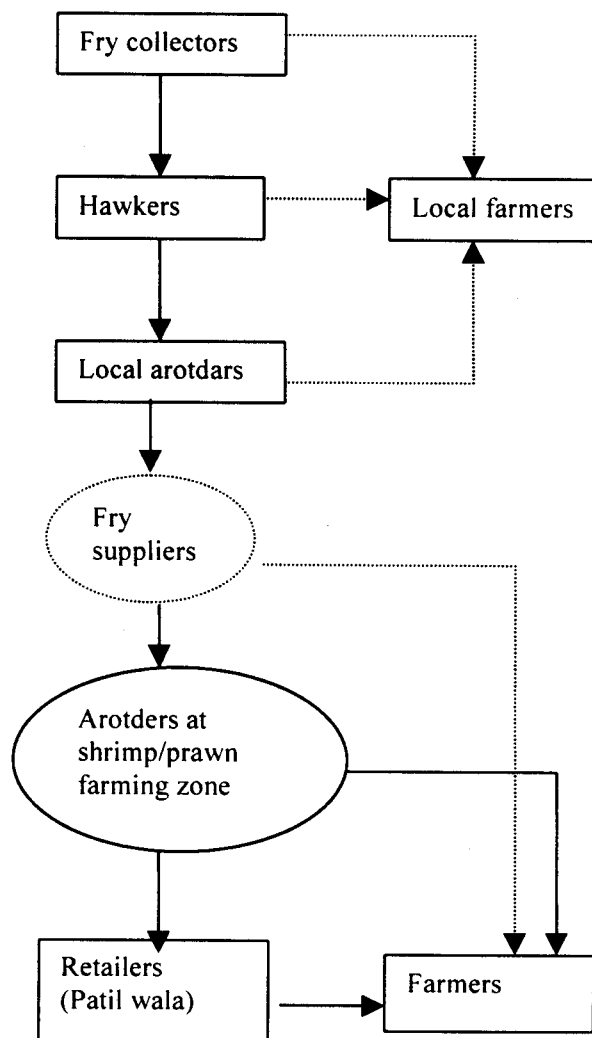 Fry collectors
Hawkers
Local farmers
Local arotdars
Fry
suppliers
Arotders at
shrimp/prawn
farming zone
Retailers
(Patil wala)
Farmers